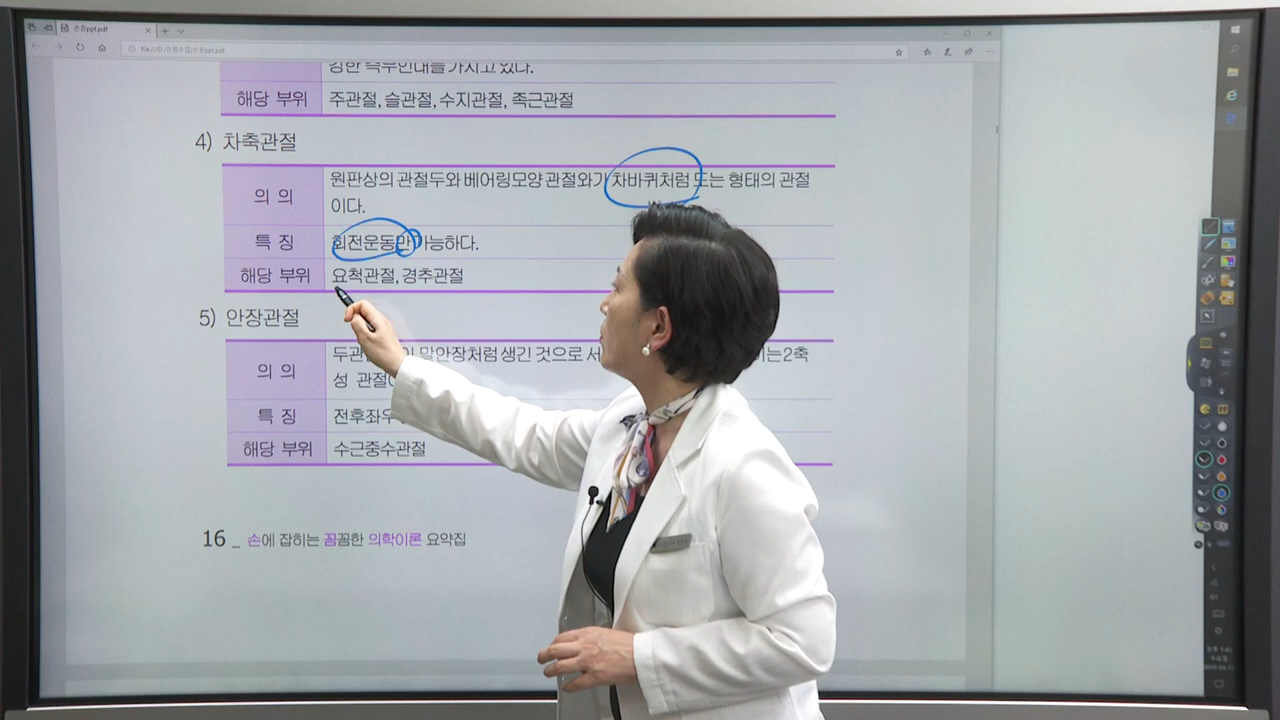 손끔ppt.pdf
강한 측부인대를 가지고 있다.
해당 부위 주관절, 슬관절, 수지관절, 족근관절
4) 차축관절
의 의 원판상의 관절두와 베어링모양 관절와가 차바퀴처럼 도는 형태의 관절
이다.
특 징 회전운동만 가능하다.
해당 부위 요척관절, 경추관절
5) 안장관절
의 의 말안장처럼 생긴 것으로 2축
성
특 징 전후좌우
해당 부위 수근중수관절
16 _ 손에 잡히는 꼼꼼한 의학이론 요약집